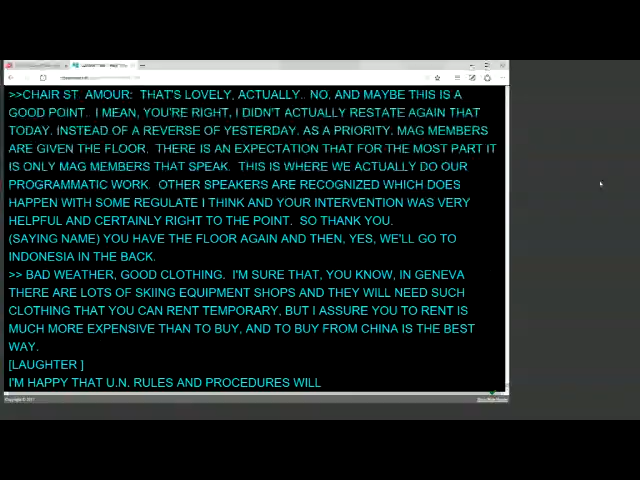 >>CHAIR ST. AMOUR:  THAT'S LOVELY, ACTUALLY.. NO, AND MAYBE THIS IS A
GOOD POINT.  I MEAN, YOU'RE RIGHT, I DIDN'T ACTUALLY RESTATE AGAIN THAT
TODAY. INSTEAD OF A REVERSE OF YESTERDAY. AS A PRIORITY. MAG MEMBERS
ARE GIVEN THE FLOOR.  THERE IS AN EXPECTATION THAT FOR THE MOST PART IT
IS ONLY MAG MEMBERS THAT SPEAK.  THIS IS WHERE WE ACTUALLY DO OUR
PROGRAMMATIC WORK.  OTHER SPEAKERS ARE RECOGNIZED WHICH DOES
HAPPEN WITH SOME REGULATE I THINK AND YOUR INTERVENTION WAS VERY
HELPFUL AND CERTAINLY RIGHT TO THE POINT.  SO THANK YOU.
(SAYING NAME) YOU HAVE THE FLOOR AGAIN AND THEN, YES, WE'LL GO TO
INDONESIA IN THE BACK.
>> BAD WEATHER, GOOD CLOTHING.  I'M SURE THAT, YOU KNOW, IN GENEVA
THERE ARE LOTS OF SKIING EQUIPMENT SHOPS AND THEY WILL NEED SUCH
CLOTHING THAT YOU CAN RENT TEMPORARY, BUT I ASSURE YOU TO RENT IS
MUCH MORE EXPENSIVE THAN TO BUY, AND TO BUY FROM CHINA IS THE BEST
WAY.
[LAUGHTER ]
I'M HAPPY THAT U.N. RULES AND PROCEDURES WILL